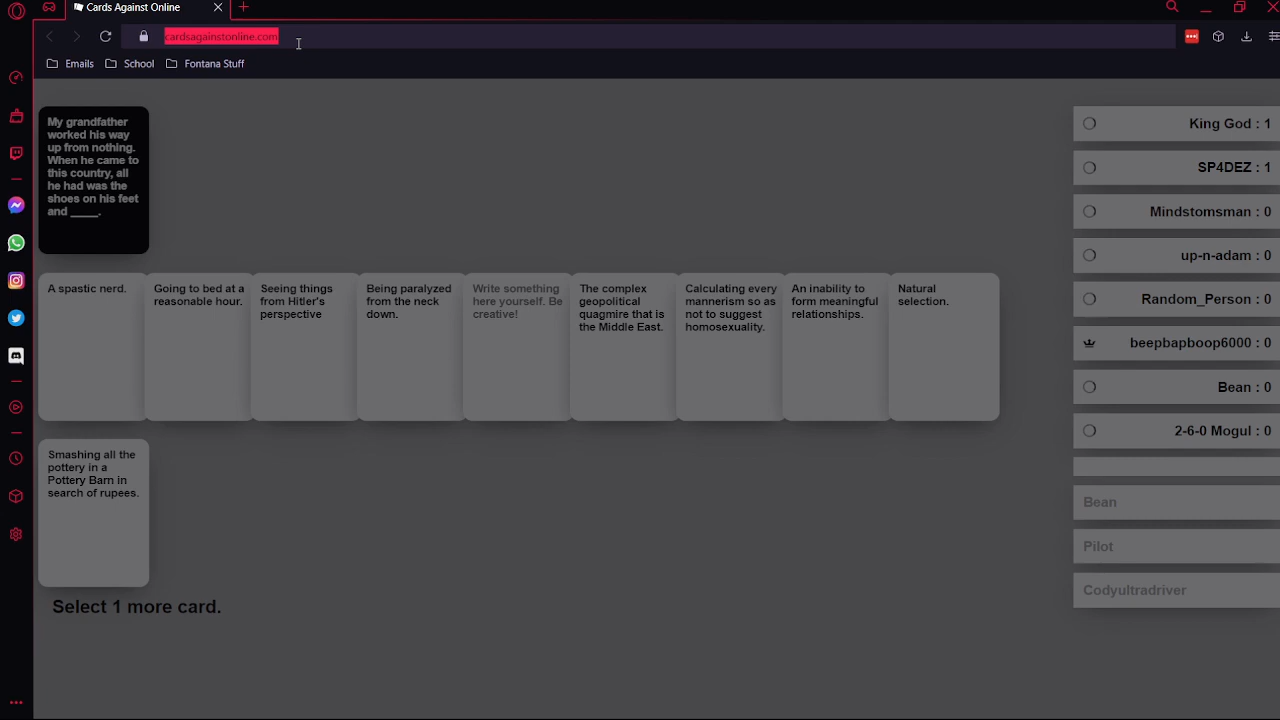 Cards Against Online
cardsagainstonline.com
Emails
School
Fontana Stuff
My grandfather
worked his way
up from nothing.
When he came to
this country, all
he had was the
shoes on his feet
and _____.
A spastic nerd.
Going to bed at a
reasonable hour.
Seeing things
from Hitler's
perspective
Being paralyzed
from the neck
down.
Write something
here yourself. Be
creative!
The complex
geopolitical
quagmire that is
the Middle East.
Calculating every
mannerism so as
not to suggest
homosexuality.
An inability to
form meaningful
relationships.
Natural
selection.
Smashing all the
pottery in a
Pottery Barn in
search of rupees.
Select 1 more card.
King God : 1
SP4DEZ : 1
Mindstomsman : 0
up-n-adam : 0
Random_Person : 0
beepbapboop6000 : 0
Bean : 0
2-6-0 Mogul : 0
Bean
Pilot
Codyultradriver